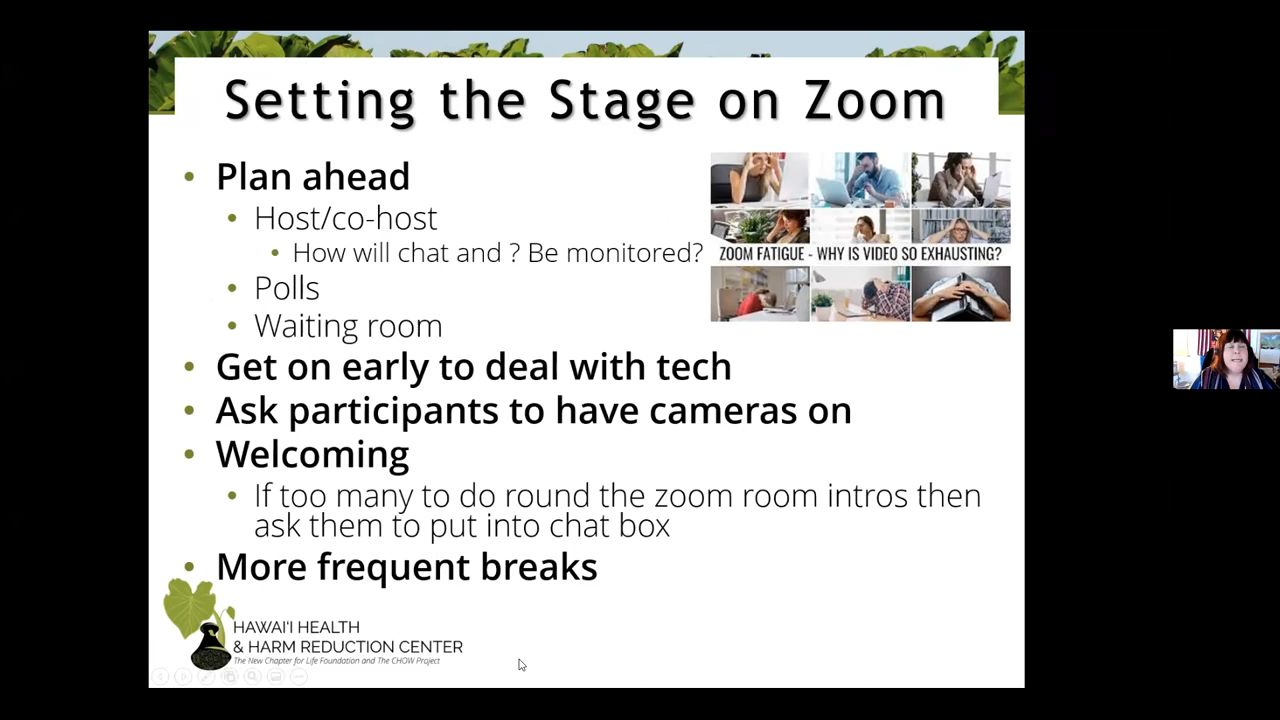 Setting the Stage on Zoom
• Plan ahead
• Host/co-host
• How will chat and ? Be monitored?
• Polls
• Waiting room
• Get on early to deal with tech
• Ask participants to have cameras on
• Welcoming
• If too many to do round the zoom room intros then
ask them to put into chat box
• More frequent breaks
ZOOM FATIGUE - WHY IS VIDEO SO EXHAUSTING?
HAWAI'I HEALTH
& HARM REDUCTION CENTER
The New Chapter for Life Foundation and The CHOW Project